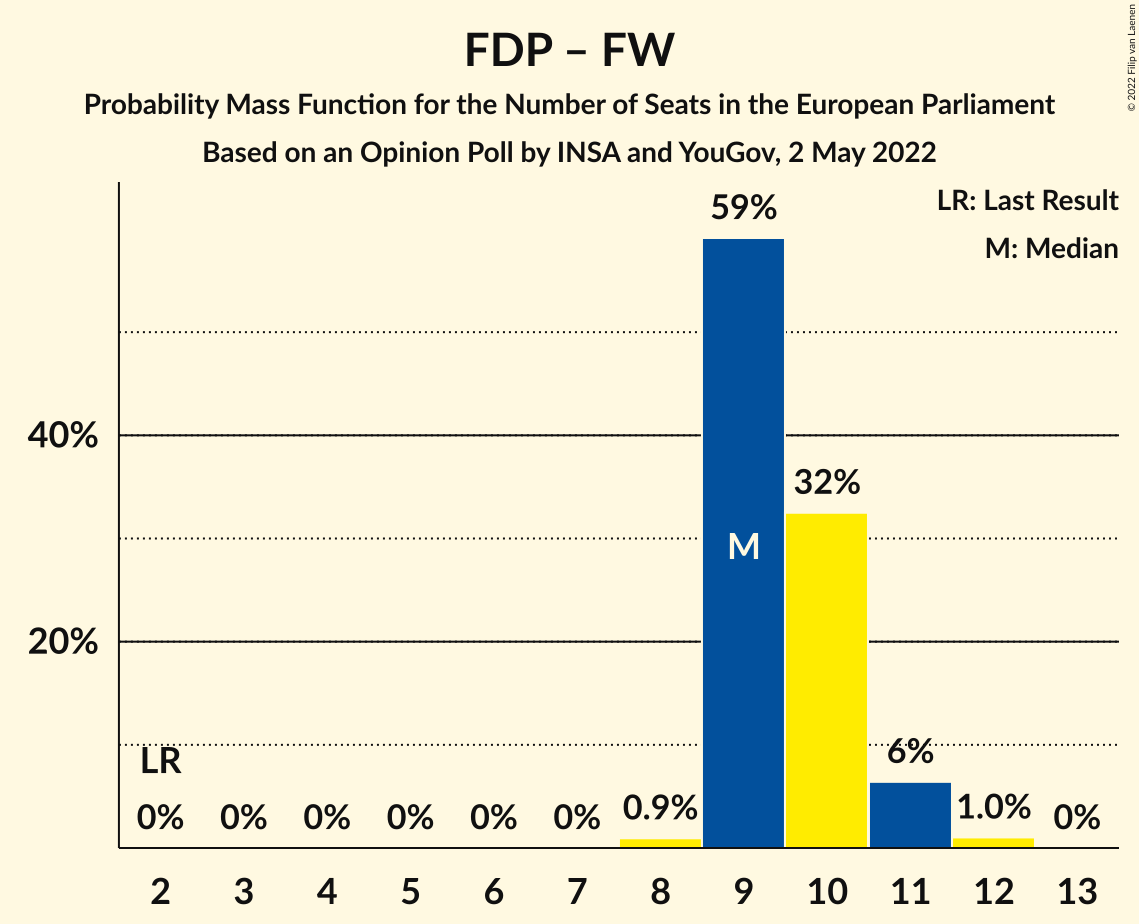 FDP – FW
Probability Mass Function for the Number of Seats in the European Parliament
Based on an Opinion Poll by INSA and YouGov, 2 May 2022
© 2022 Filip van Laenen
LR: Last Result
M: Median
59%
40%
32%
M
20%
LR
6%
0% 0% 0% 0% 0% 0% 0.9% 1.0% 0%
2 3 4 5 6 7 8 9 10 11 12 13